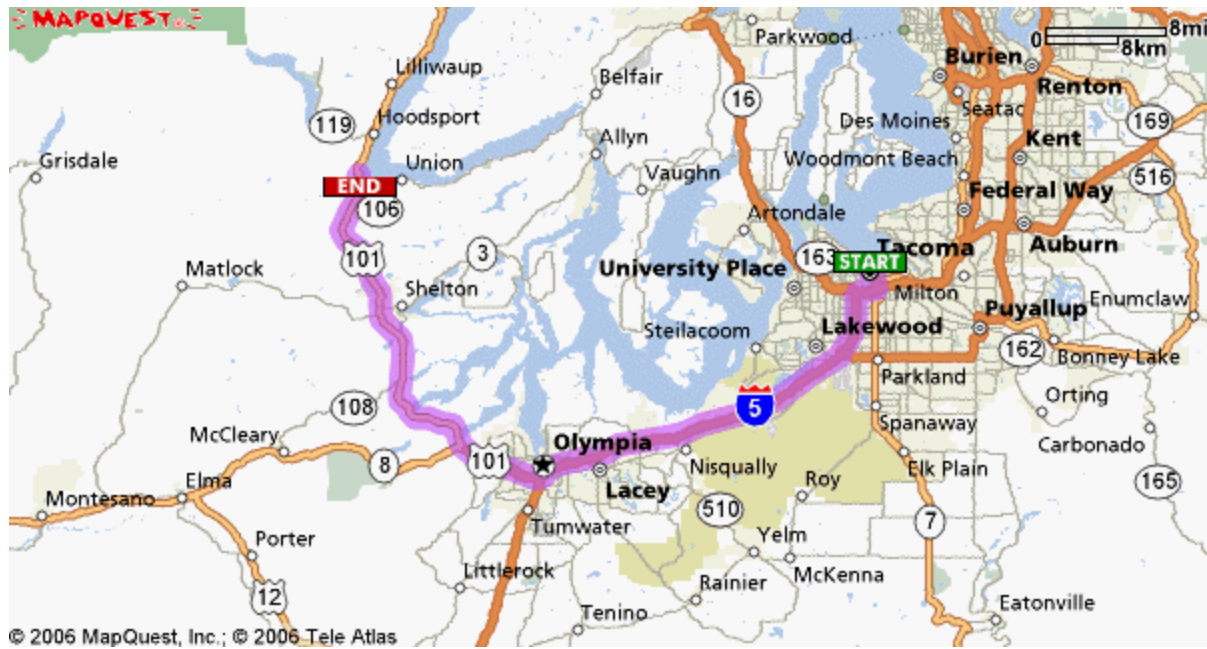 MAPQUEST
Parkwood
0
8mi
8km
Burien
Renton
Lilliwaup
Belfair
16
Seatac
119
Hoodsport
Des Moines
169
Kent
Grisdale
Union
Allyn
Woodmont Beach
END
Vaughn
Federal Way
516
106
Artondale
101
3
163
Tacoma
START
Auburn
Matlock
University Place
Milton
Shelton
Puyallup
Enumclaw
Steilacoom
Lakewood
162
Bonney Lake
Parkland
108
5
Orting
Spanaway
McCleary
Olympia
Carbonado
8
101
Nisqually
Elk Plain
Elma
Lacey
Roy
165
Montesano
510
Tumwater
7
Porter
Yelm
McKenna
Littlerock
Rainier
12
Tenino
Eatonville
© 2006 MapQuest, Inc.; © 2006 Tele Atlas